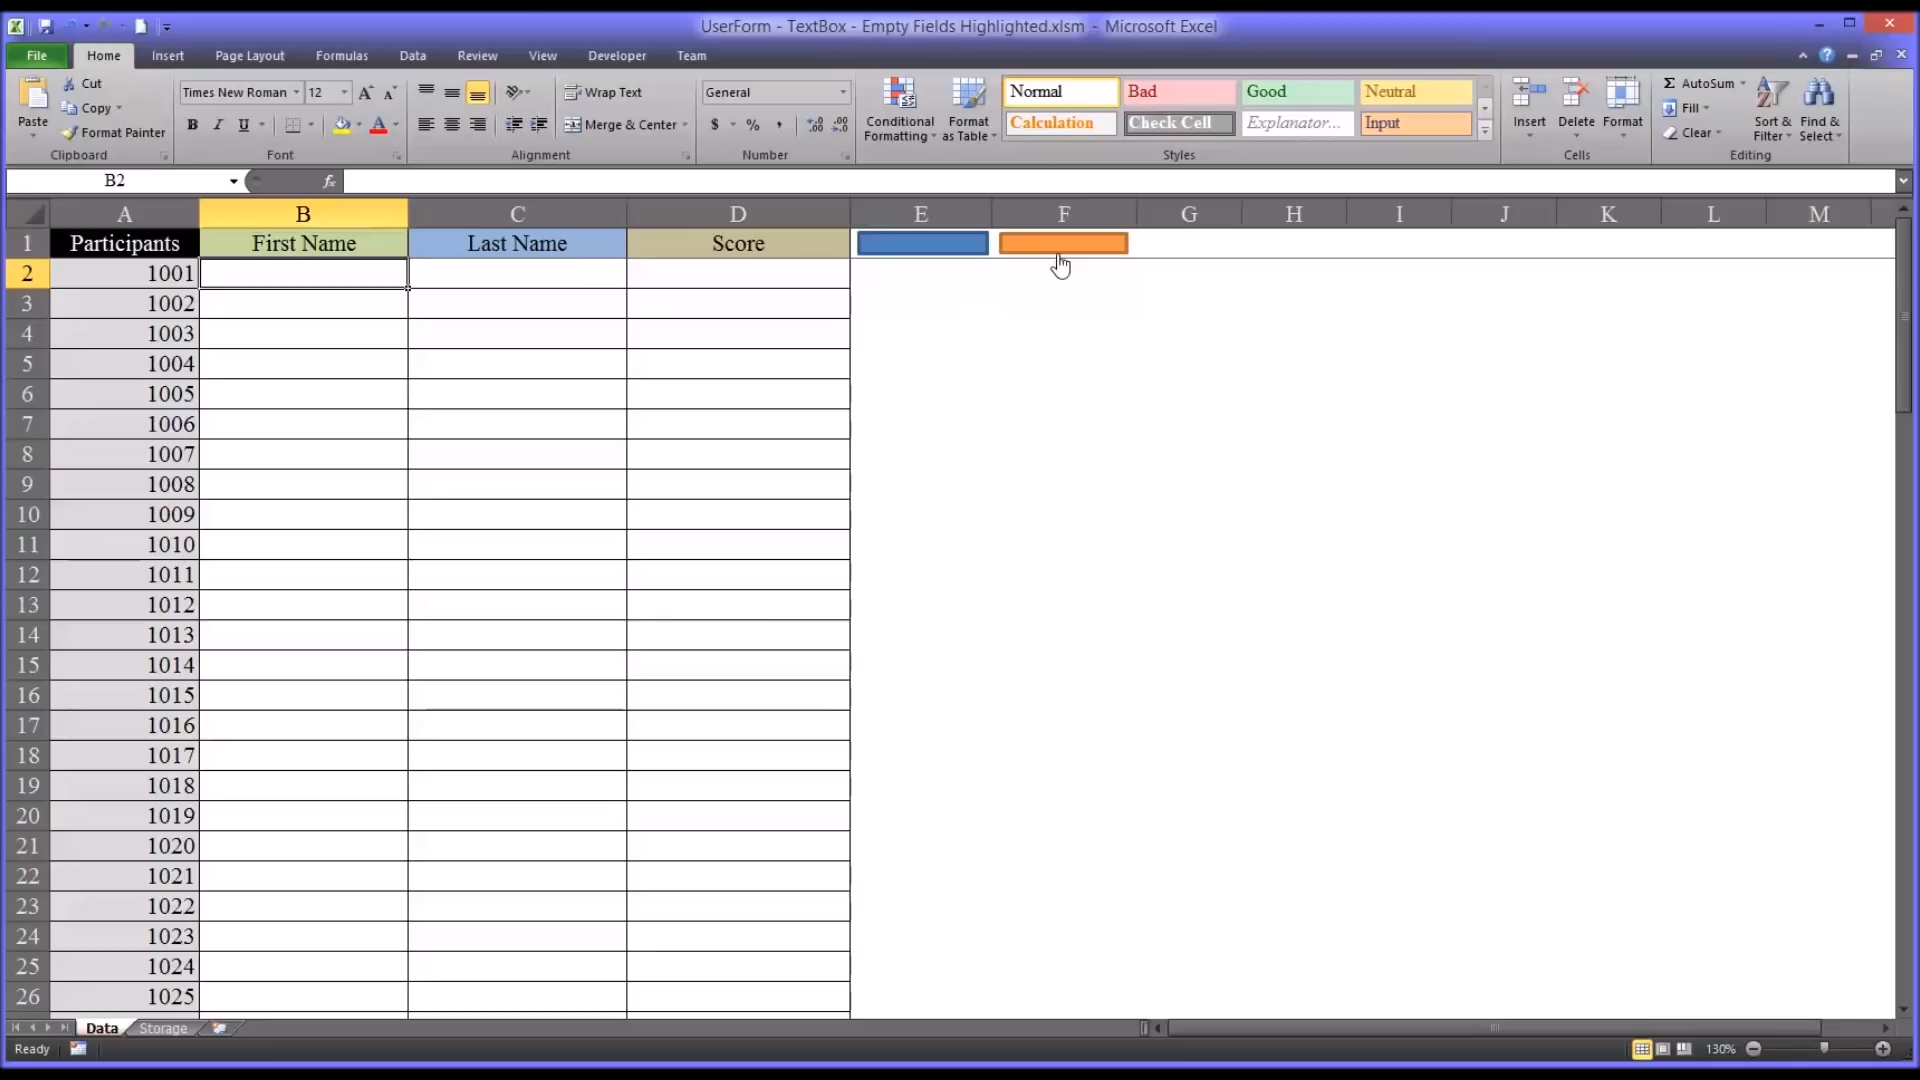 UserForm - TextBox - Empty Fields Highlighted.xlsm - Microsoft Excel
File Home Insert Page Layout Formulas Data Review View Developer Team
Paste
Cut
Copy
Format Painter
Clipboard
Times New Roman 12
B I U
Font
Wrap Text
Merge & Center
Alignment
General
$ % ,
Number
Conditional Formatting
Format as Table
Normal Bad Good Neutral
Calculation Check Cell Explanator... Input
Styles
Insert Delete Format
Cells
Σ AutoSum
Fill
Clear
Sort & Filter
Find & Select
Editing
B2 fx
A B C D E F G H I J K L M
1 Participants First Name Last Name Score
2 1001
3 1002
4 1003
5 1004
6 1005
7 1006
8 1007
9 1008
10 1009
11 1010
12 1011
13 1012
14 1013
15 1014
16 1015
17 1016
18 1017
19 1018
20 1019
21 1020
22 1021
23 1022
24 1023
25 1024
26 1025
Data Storage
Ready 130%